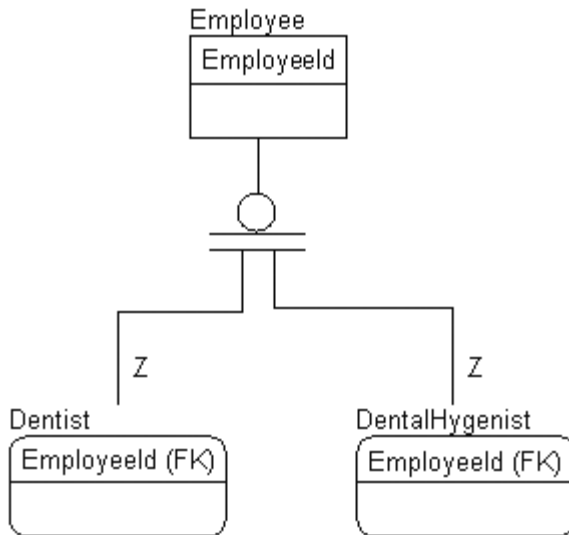 Employee
EmployeeId
Z
Z
Dentist
DentalHygenist
EmployeeId (FK)
EmployeeId (FK)